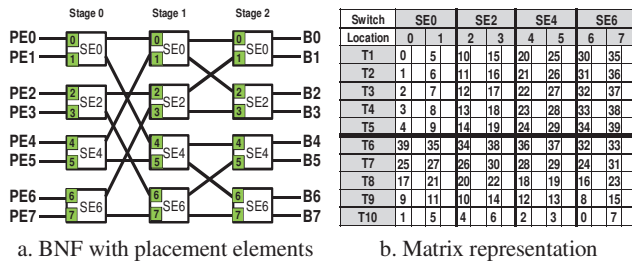 Stage 0 Stage 1 Stage 2
PE0 0 SE0 0 SE0 0 SE0 B0
PE1 1 1 1 B1
PE2 2 SE2 2 SE2 2 SE2 B2
PE3 3 3 3 B3
PE4 4 SE4 4 SE4 4 SE4 B4
PE5 5 5 5 B5
PE6 6 SE6 6 SE6 6 SE6 B6
PE7 7 7 7 B7
a. BNF with placement elements
Switch SE0 SE2 SE4 SE6
Location 0 1 2 3 4 5 6 7
T1 0 5 10 15 20 25 30 35
T2 1 6 11 16 21 26 31 36
T3 2 7 12 17 22 27 32 37
T4 3 8 13 18 23 28 33 38
T5 4 9 14 19 24 29 34 39
T6 39 35 34 38 36 37 32 33
T7 25 27 26 30 28 29 24 31
T8 17 21 20 22 18 19 16 23
T9 9 11 10 14 12 13 8 15
T10 1 5 4 6 2 3 0 7
b. Matrix representation